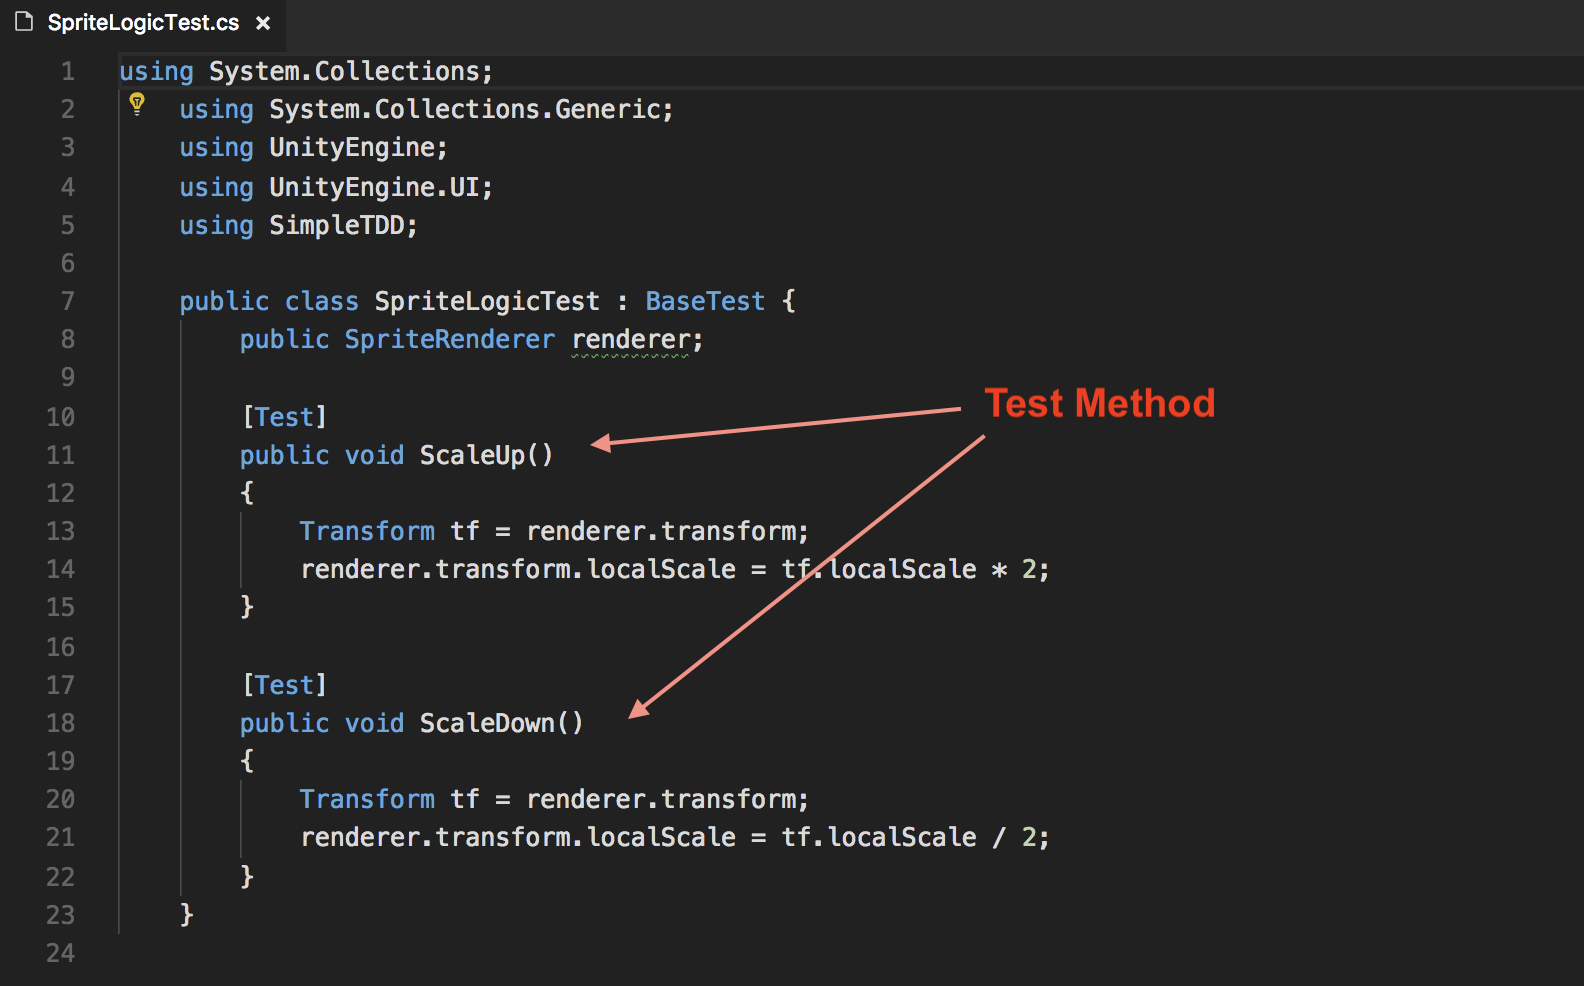 SpriteLogicTest.cs ×
1 using System.Collections;
2 using System.Collections.Generic;
3 using UnityEngine;
4 using UnityEngine.UI;
5 using SimpleTDD;
6
7 public class SpriteLogicTest : BaseTest {
8 public SpriteRenderer renderer;
9
Test Method
10 [Test]
11 public void ScaleUp()
12 {
13 Transform tf = renderer.transform;
14 renderer.transform.localScale = tf.localScale * 2;
15 }
16
17 [Test]
18 public void ScaleDown()
19 {
20 Transform tf = renderer.transform;
21 renderer.transform.localScale = tf.localScale / 2;
22 }
23 }
24